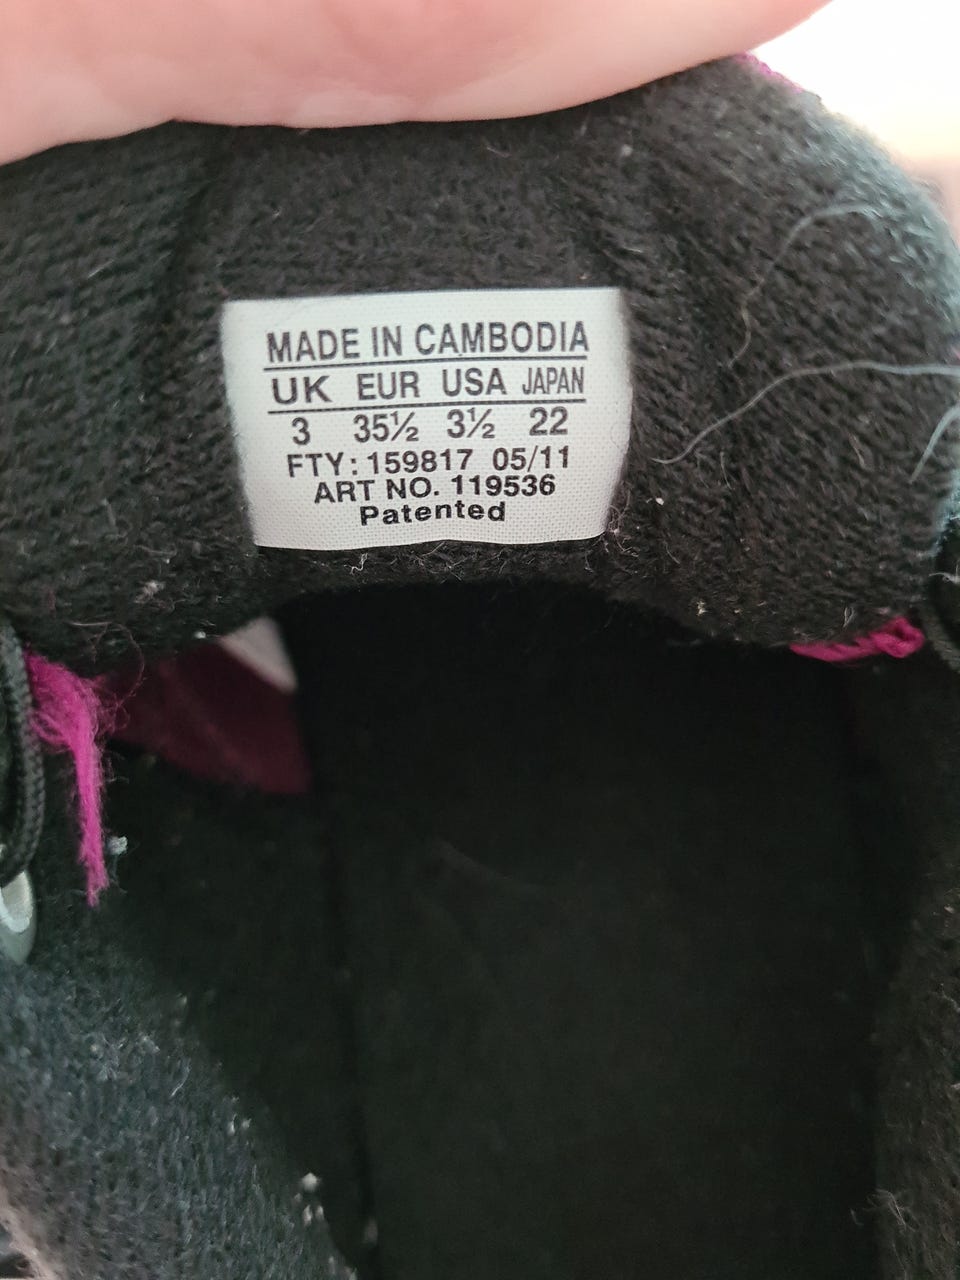 MADE IN CAMBODIA
UK EUR USA JAPAN
3 35½ 3½ 22
FTY: 159817 05/11
ART NO. 119536
Patented